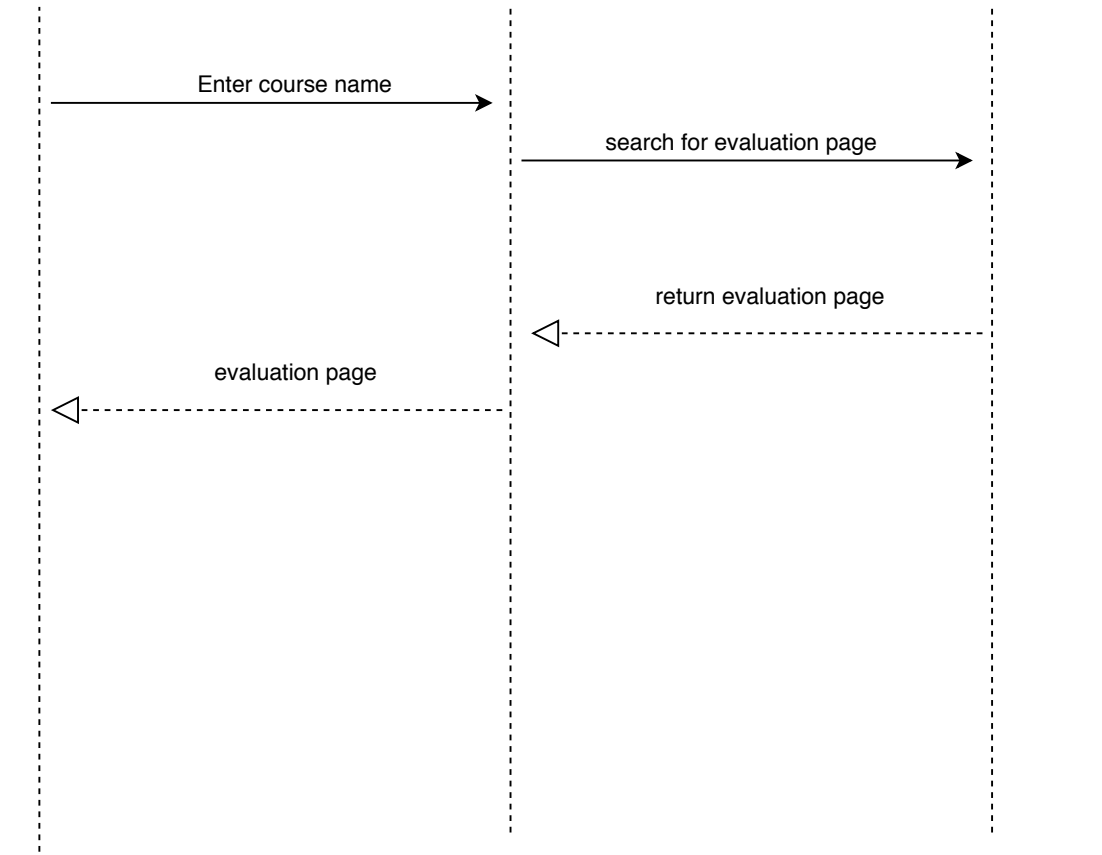 Enter course name
search for evaluation page
return evaluation page
evaluation page